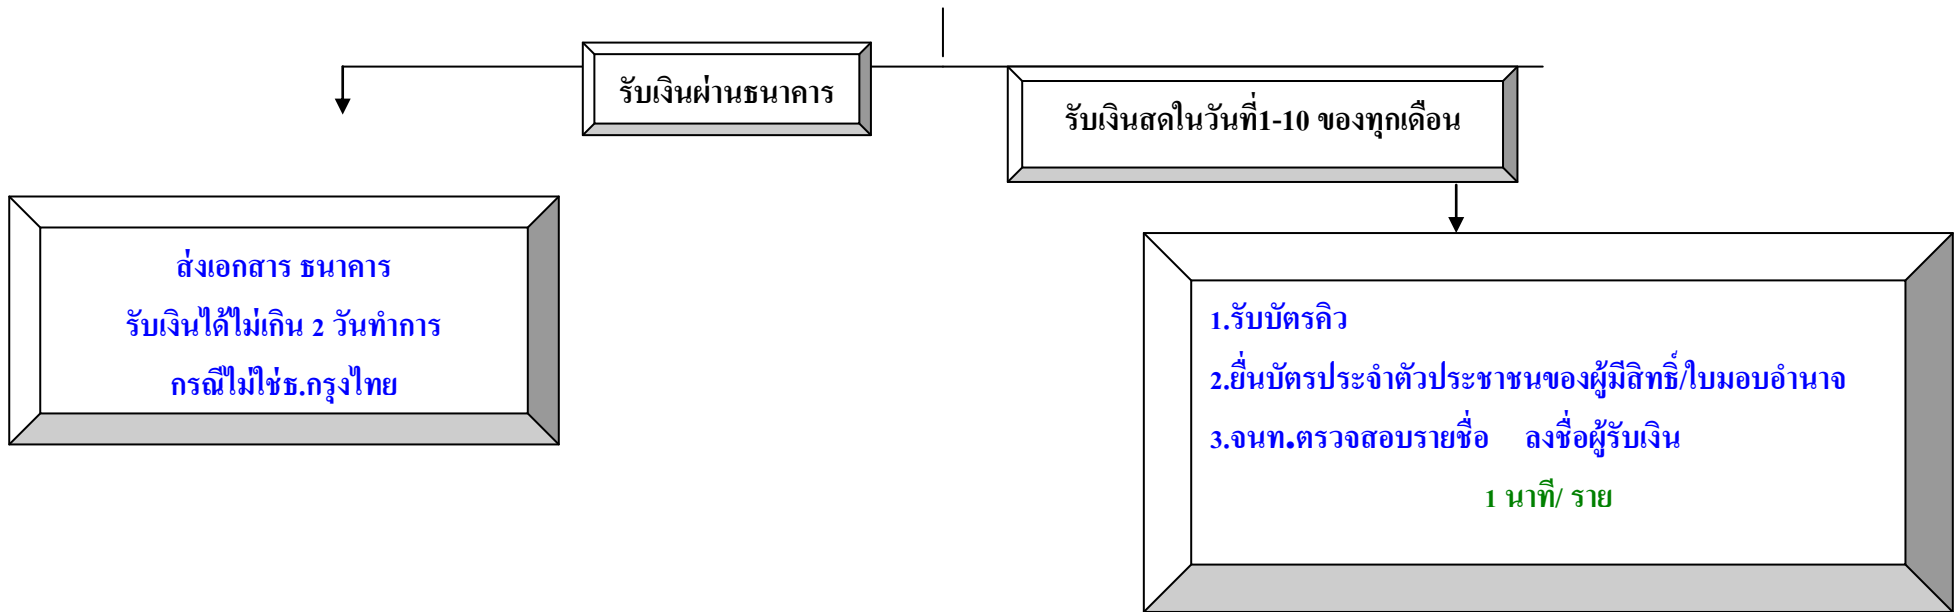 รับเงินผ่านธนาคาร
รับเงินสดในวันที่1-10 ของทุกเดือน
ส่งเอกสาร ธนาคาร
รับเงินได้ไม่เกิน 2 วันทำการ
กรณีไม่ใช่ธ.กรุงไทย
1.รับบัตรคิว
2.ยื่นบัตรประจำตัวประชาชนของผู้มีสิทธิ์/ใบมอบอำนาจ
3.จนท.ตรวจสอบรายชื่อ ลงชื่อผู้รับเงิน
1 นาที/ ราย